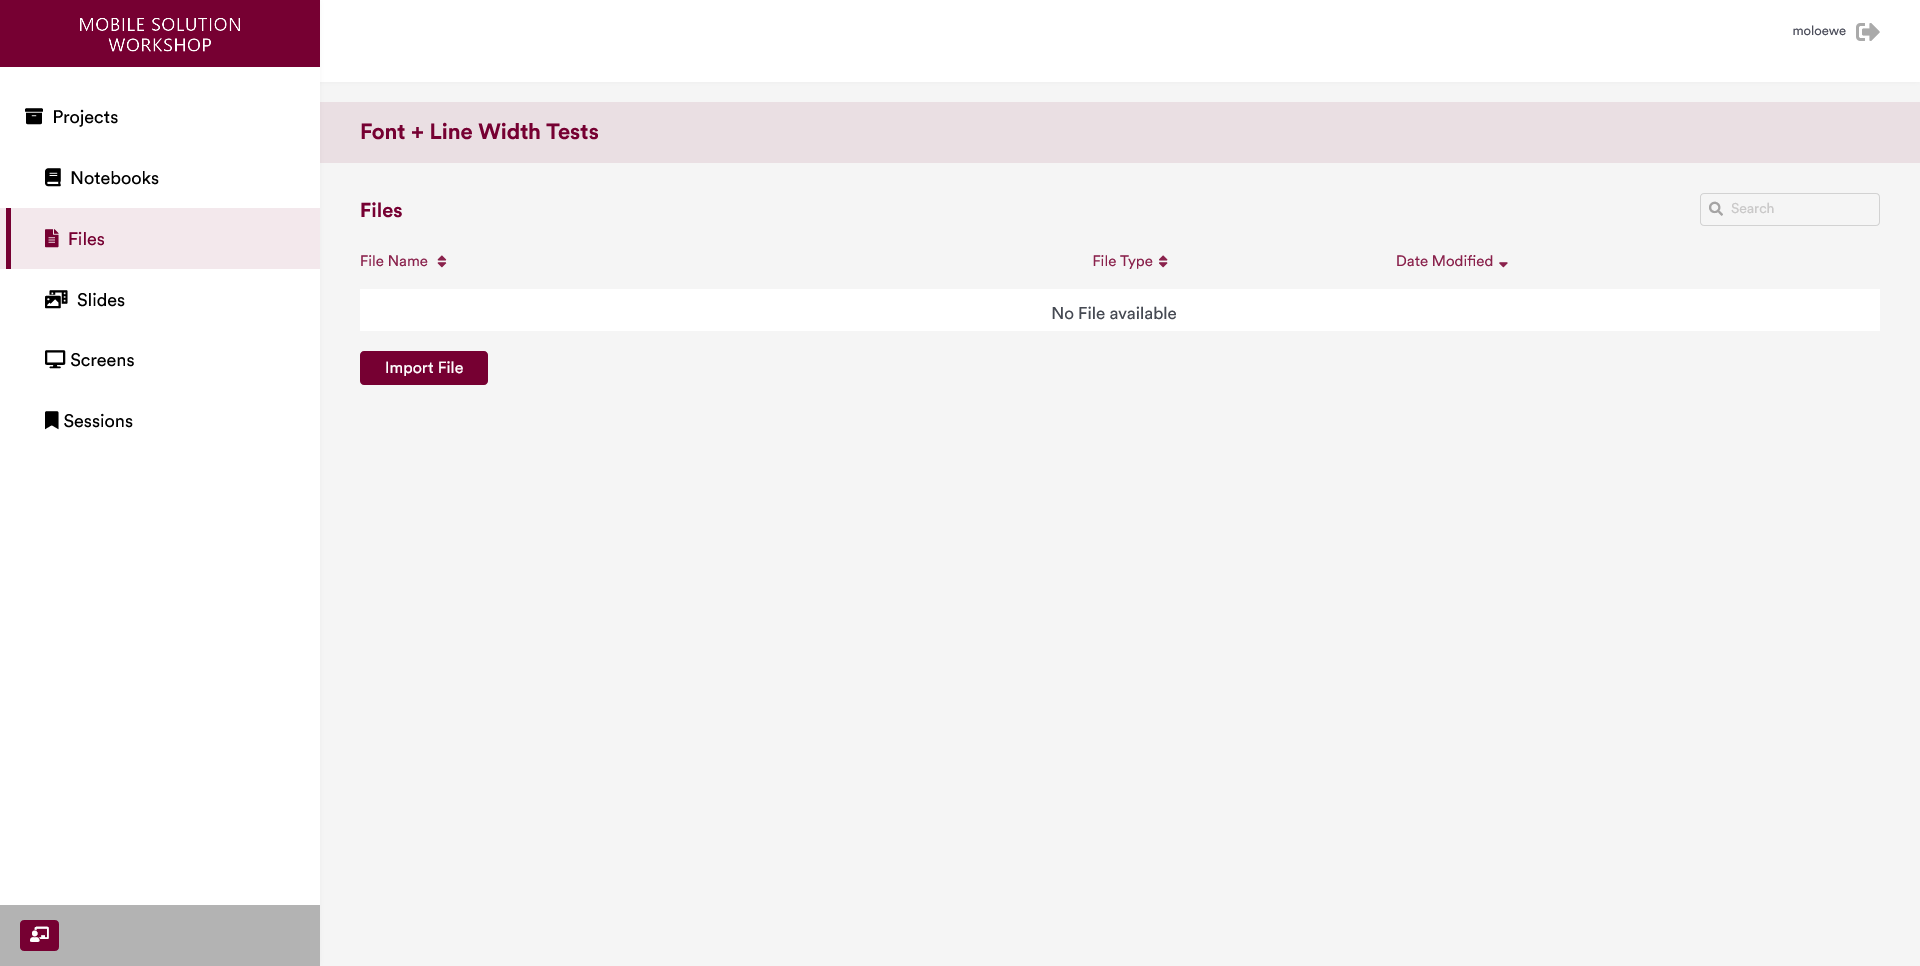 MOBILE SOLUTION
WORKSHOP
moloewe
Projects
Notebooks
Files
Slides
Screens
Sessions
Font + Line Width Tests
Files
Search
File Name
File Type
Date Modified
No File available
Import File